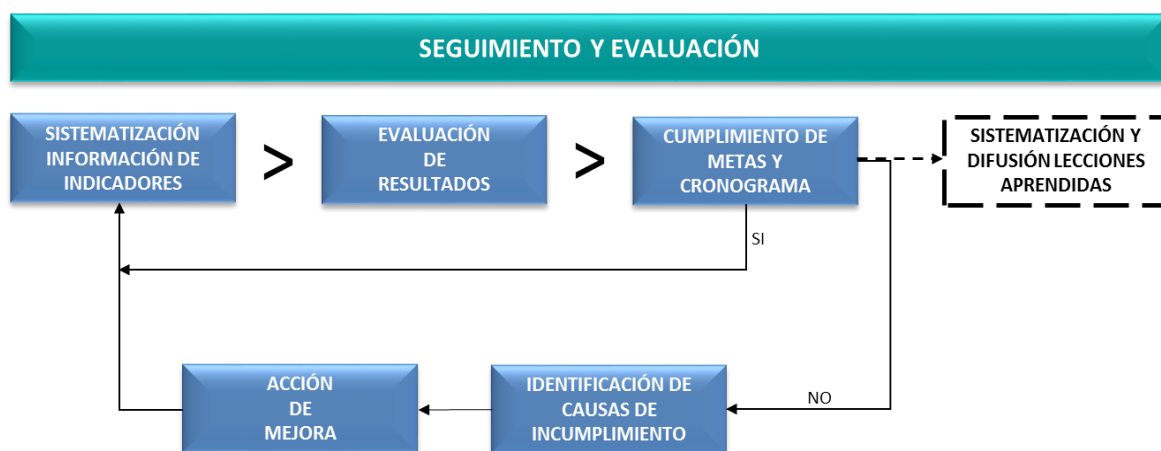 SEGUIMIENTO Y EVALUACIÓN
SISTEMATIZACIÓN
INFORMACIÓN DE
INDICADORES
>
EVALUACIÓN
DE
RESULTADOS
>
CUMPLIMIENTO DE
METAS Y
CRONOGRAMA
SISTEMATIZACIÓN Y
DIFUSIÓN LECCIONES
APRENDIDAS
SI
NO
ACCIÓN
DE
MEJORA
IDENTIFICACIÓN DE
CAUSAS DE
INCUMPLIMIENTO